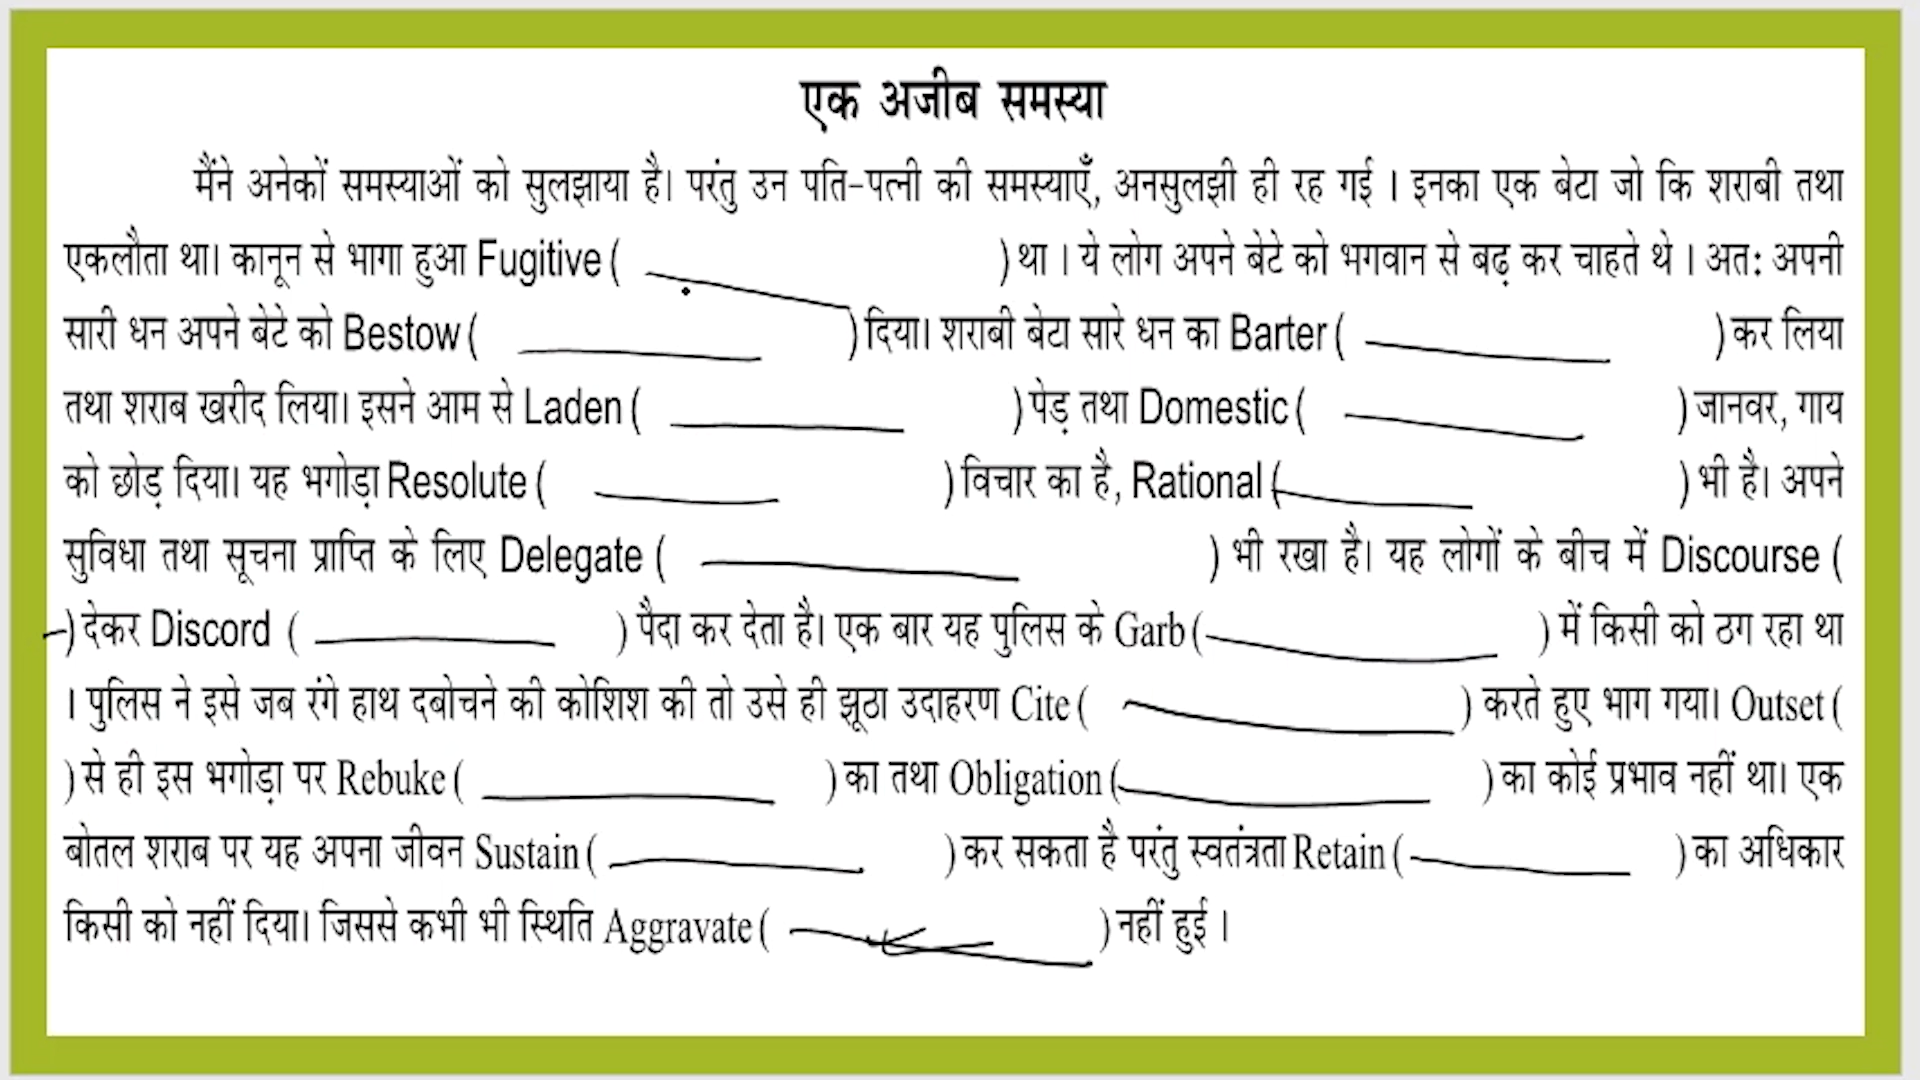 एक अजीब समस्या
मैंने अनेकों समस्याओं को सुलझाया है। परंतु उन पति-पत्नी की समस्याएँ, अनसुलझी ही रह गई । इनका एक बेटा जो कि शराबी तथा
एकलौता था। कानून से भागा हुआ Fugitive ( ) था । ये लोग अपने बेटे को भगवान से बढ़ कर चाहते थे । अत: अपनी
सारी धन अपने बेटे को Bestow ( ) दिया। शराबी बेटा सारे धन का Barter ( ) कर लिया
तथा शराब खरीद लिया। इसने आम से Laden ( ) पेड़ तथा Domestic ( ) जानवर, गाय
को छोड़ दिया। यह भगोड़ा Resolute ( ) विचार का है, Rational ( ) भी है। अपने
सुविधा तथा सूचना प्राप्ति के लिए Delegate ( ) भी रखा है। यह लोगों के बीच में Discourse (
) देकर Discord ( ) पैदा कर देता है। एक बार यह पुलिस के Garb ( ) में किसी को ठग रहा था
। पुलिस ने इसे जब रंगे हाथ दबोचने की कोशिश की तो उसे ही झूठा उदाहरण Cite ( ) करते हुए भाग गया। Outset (
) से ही इस भगोड़ा पर Rebuke ( ) का तथा Obligation ( ) का कोई प्रभाव नहीं था। एक
बोतल शराब पर यह अपना जीवन Sustain ( ) कर सकता है परंतु स्वतंत्रता Retain ( ) का अधिकार
किसी को नहीं दिया। जिससे कभी भी स्थिति Aggravate ( ) नहीं हुई ।